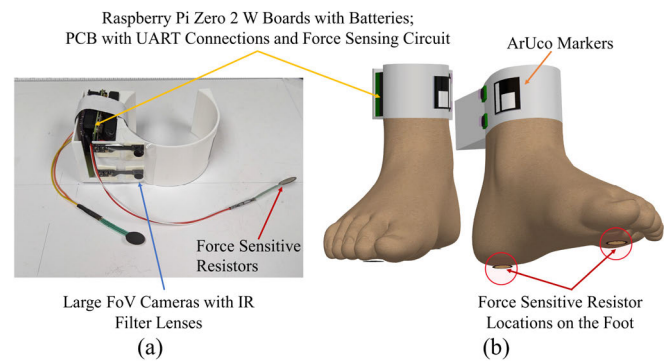 Raspberry Pi Zero 2 W Boards with Batteries;
PCB with UART Connections and Force Sensing Circuit
ArUco Markers
Force Sensitive
Resistors
Large FoV Cameras with IR
Filter Lenses
Force Sensitive Resistor
Locations on the Foot
(a)
(b)